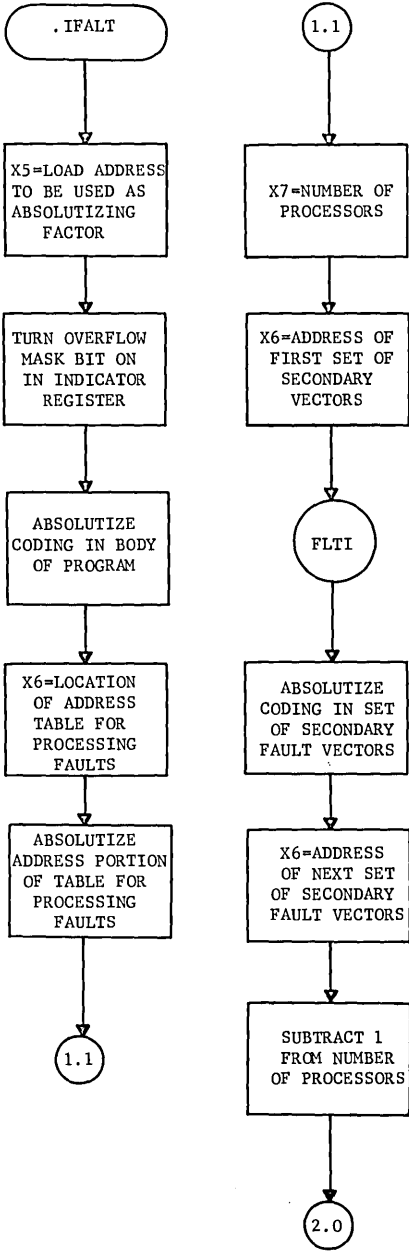 .IFALT
X5=LOAD ADDRESS
TO BE USED AS
ABSOLUTIZING
FACTOR
TURN OVERFLOW
MASK BIT ON
IN INDICATOR
REGISTER
ABSOLUTIZE
CODING IN BODY
OF PROGRAM
X6=LOCATION
OF ADDRESS
TABLE FOR
PROCESSING
FAULTS
ABSOLUTIZE
ADDRESS PORTION
OF TABLE FOR
PROCESSING
FAULTS
1.1
1.1
X7=NUMBER OF
PROCESSORS
X6=ADDRESS OF
FIRST SET OF
SECONDARY
VECTORS
FLTI
ABSOLUTIZE
CODING IN SET
OF SECONDARY
FAULT VECTORS
X6=ADDRESS
OF NEXT SET
OF SECONDARY
FAULT VECTORS
SUBTRACT 1
FROM NUMBER
OF PROCESSORS
2.0